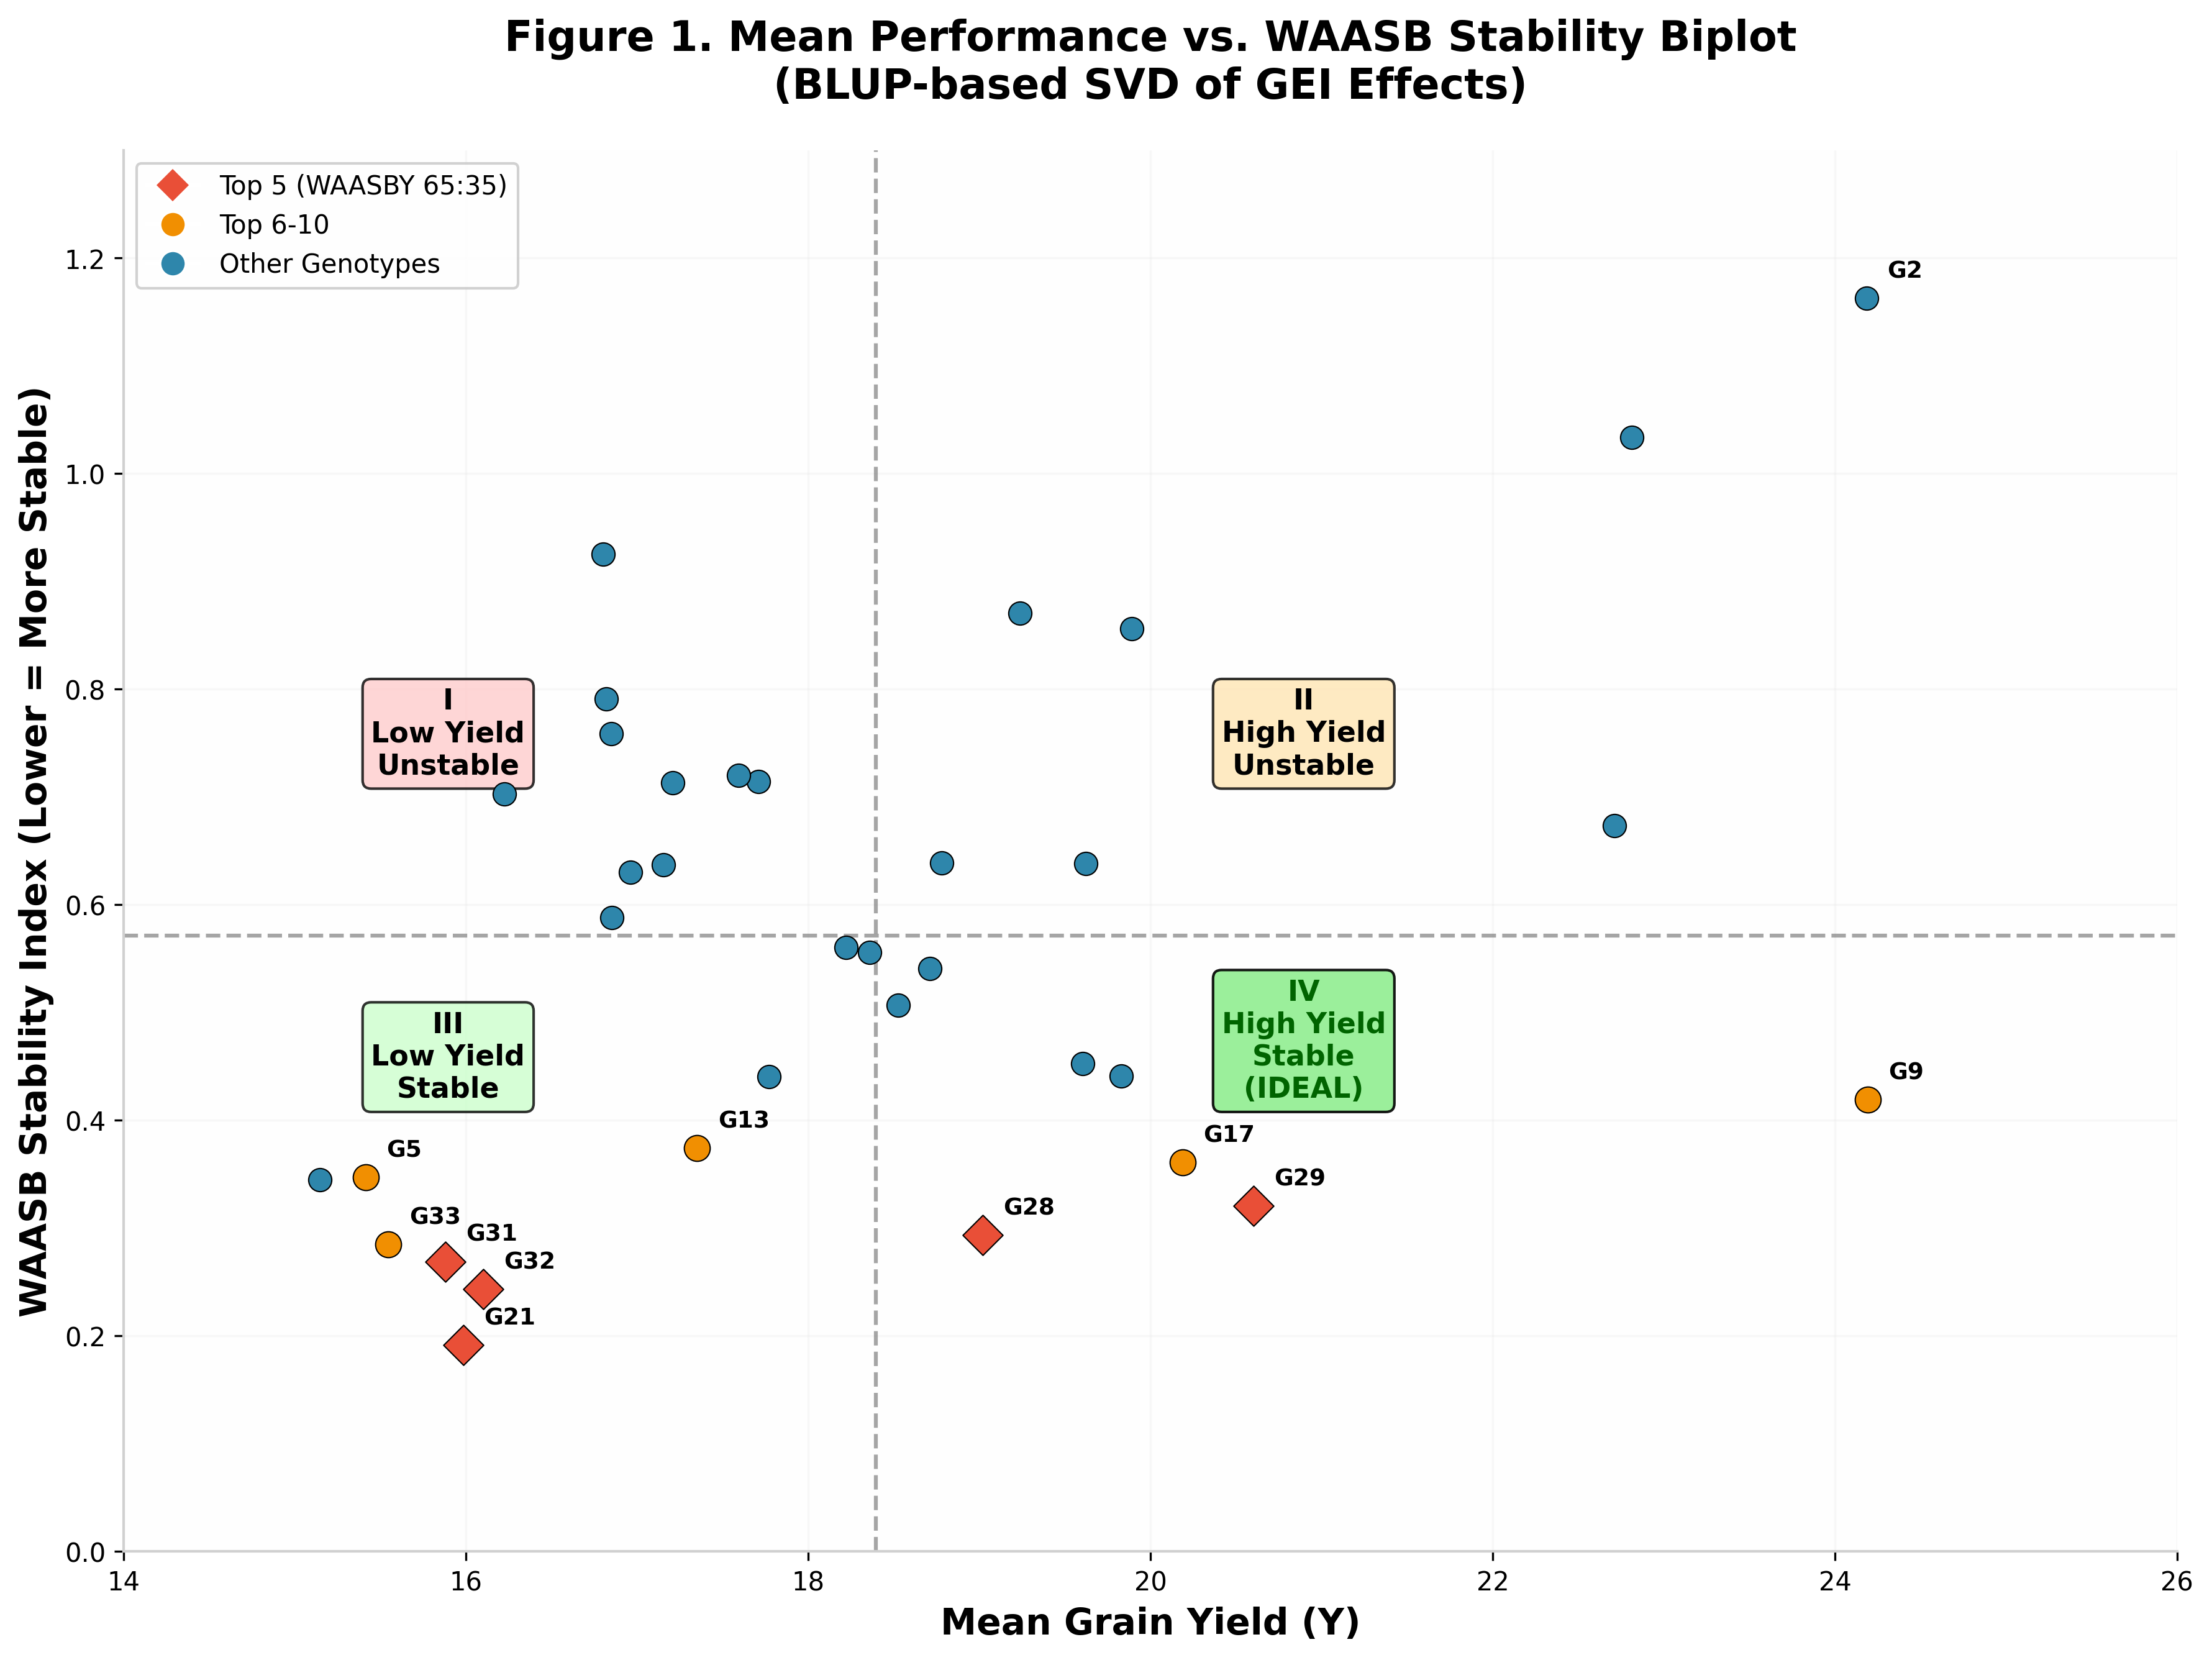 Figure 1. Mean Performance vs. WAASB Stability Biplot
(BLUP-based SVD of GEI Effects)
Top 5 (WAASBY 65:35)
Top 6-10
Other Genotypes
WAASB Stability Index (Lower = More Stable)
1.2
1.0
0.8
0.6
0.4
0.2
0.0
G2
I
Low Yield
Unstable
II
High Yield
Unstable
III
Low Yield
Stable
IV
High Yield
Stable
(IDEAL)
G9
G13
G17
G5
G29
G28
G33
G31
G32
G21
14
16
18
20
22
24
26
Mean Grain Yield (Y)